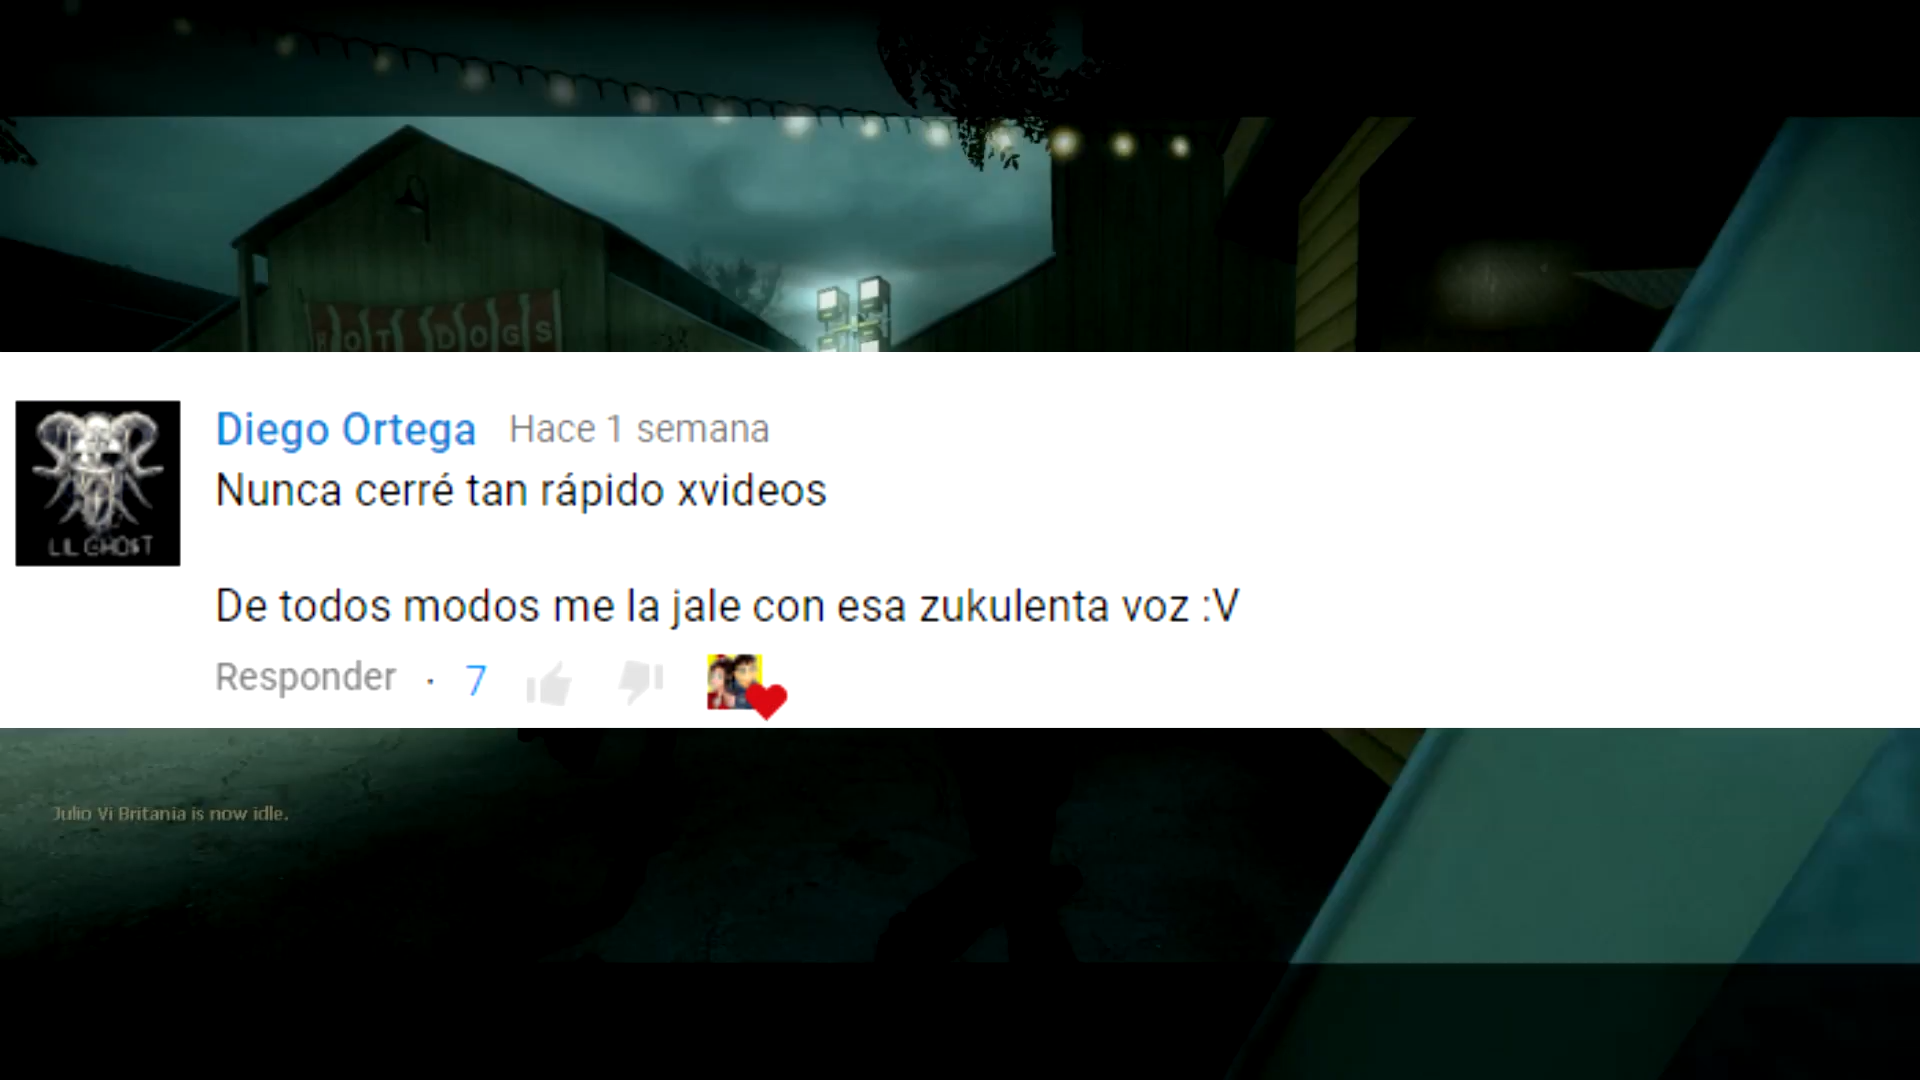 HOT DOGS
LIL GHOST
Diego Ortega Hace 1 semana
Nunca cerré tan rápido xvideos
De todos modos me la jale con esa zukulenta voz :V
Responder · 7
Julio Vi Britania is now idle.